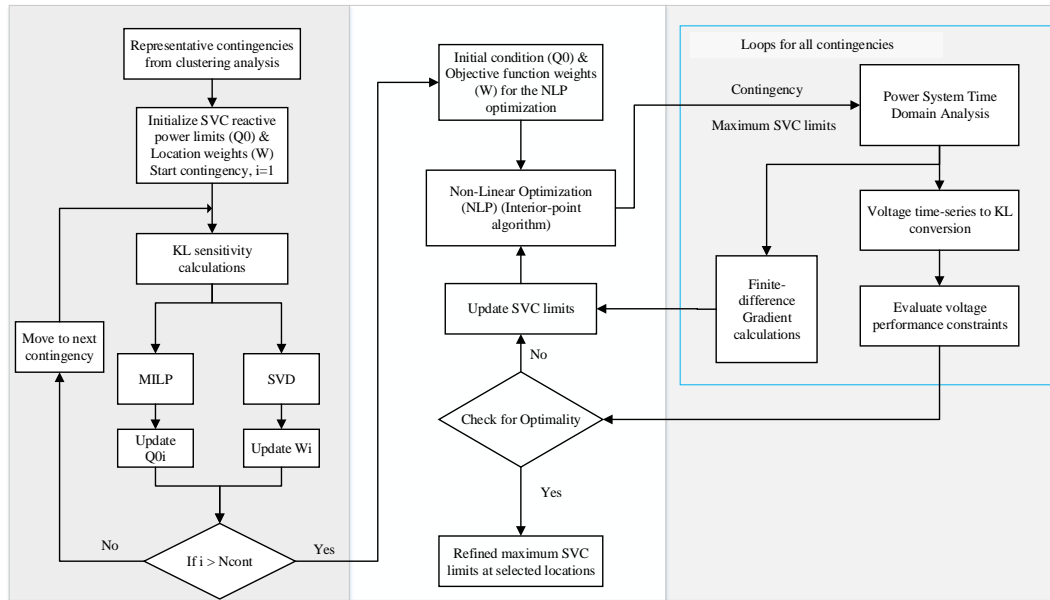 Representative contingencies
from clustering analysis
Initialize SVC reactive
power limits (Q0) &
Location weights (W)
Start contingency, i=1
KL sensitivity
calculations
Move to next
contingency
MILP
SVD
Update
Q0i
Update Wi
No
If i > Ncont
Yes
Initial condition (Q0) &
Objective function weights
(W) for the NLP
optimization
Non-Linear Optimization
(NLP) (Interior-point
algorithm)
Update SVC limits
No
Check for Optimality
Yes
Refined maximum SVC
limits at selected locations
Loops for all contingencies
Contingency
Maximum SVC limits
Power System Time
Domain Analysis
Voltage time-series to KL
conversion
Finite-
difference
Gradient
calculations
Evaluate voltage
performance constraints